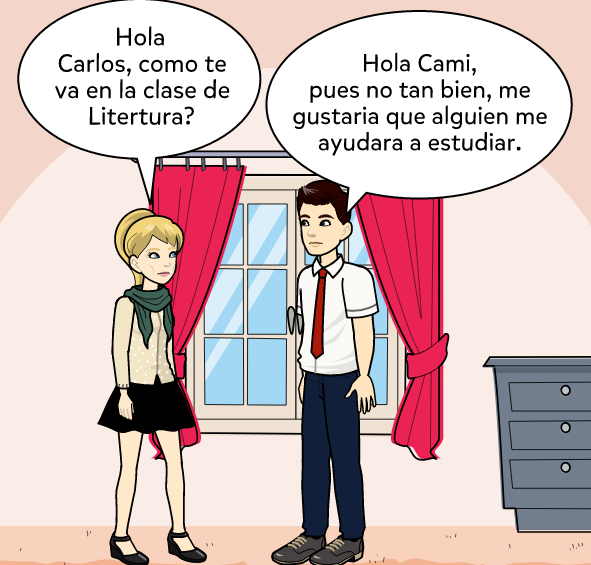 Hola
Carlos, como te
va en la clase de
Litertura?
Hola Cami,
pues no tan bien, me
gustaria que alguien me
ayudara a estudiar.